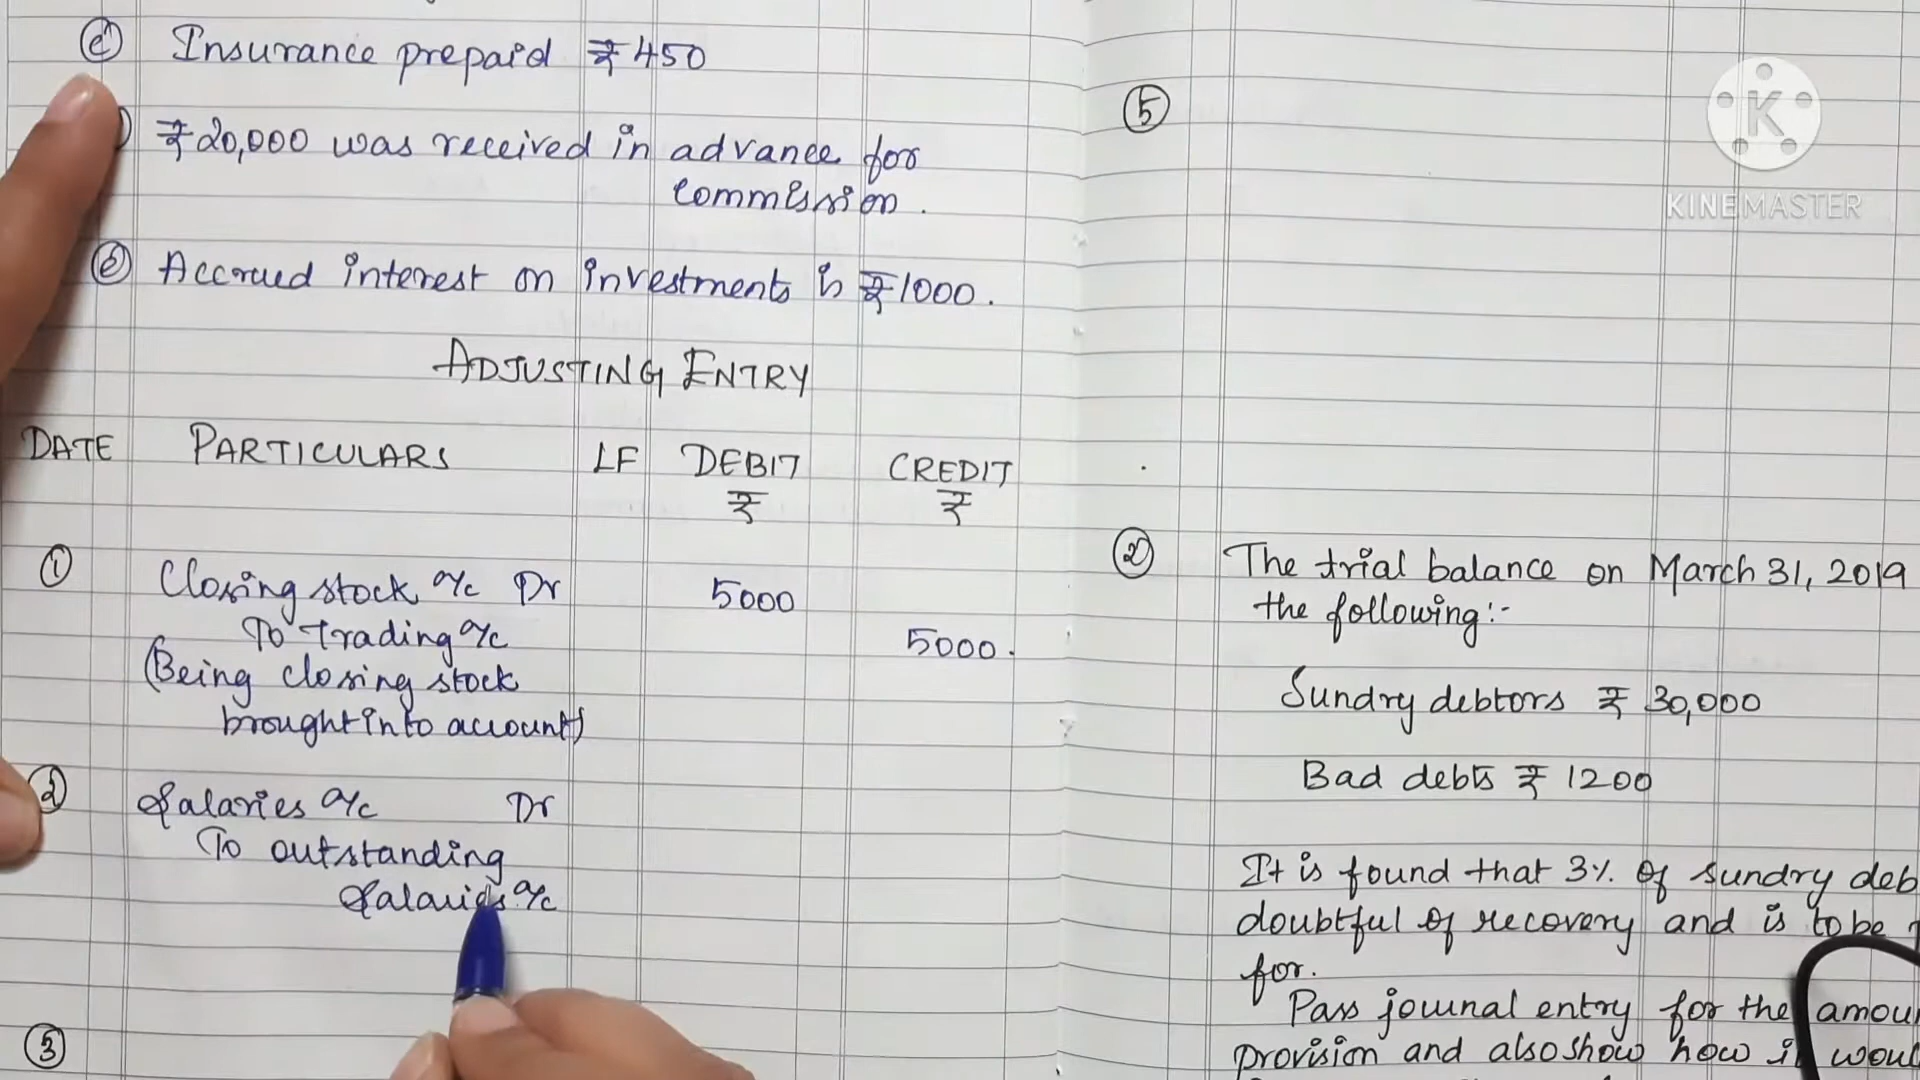 c Insurance prepaid ₹ 450
) ₹ 20,000 was received in advance for
commission.
e Accrued interest on investments is ₹ 1000.
ADJUSTING ENTRY
DATE PARTICULARS LF DEBIT CREDIT
₹ ₹
1 Closing stock a/c Dr 5000
To Trading a/c 5000.
(Being closing stock
brought into account)
2 Salaries a/c Dr
To outstanding
Salaries a/c
3
5
KINEMASTER
2 The trial balance on March 31, 2019
the following:-
Sundry debtors ₹ 30,000
Bad debts ₹ 1200
It is found that 3% of sundry deb
doubtful of recovery and is to be
for.
Pass journal entry for the amou
provision and also show how it woul